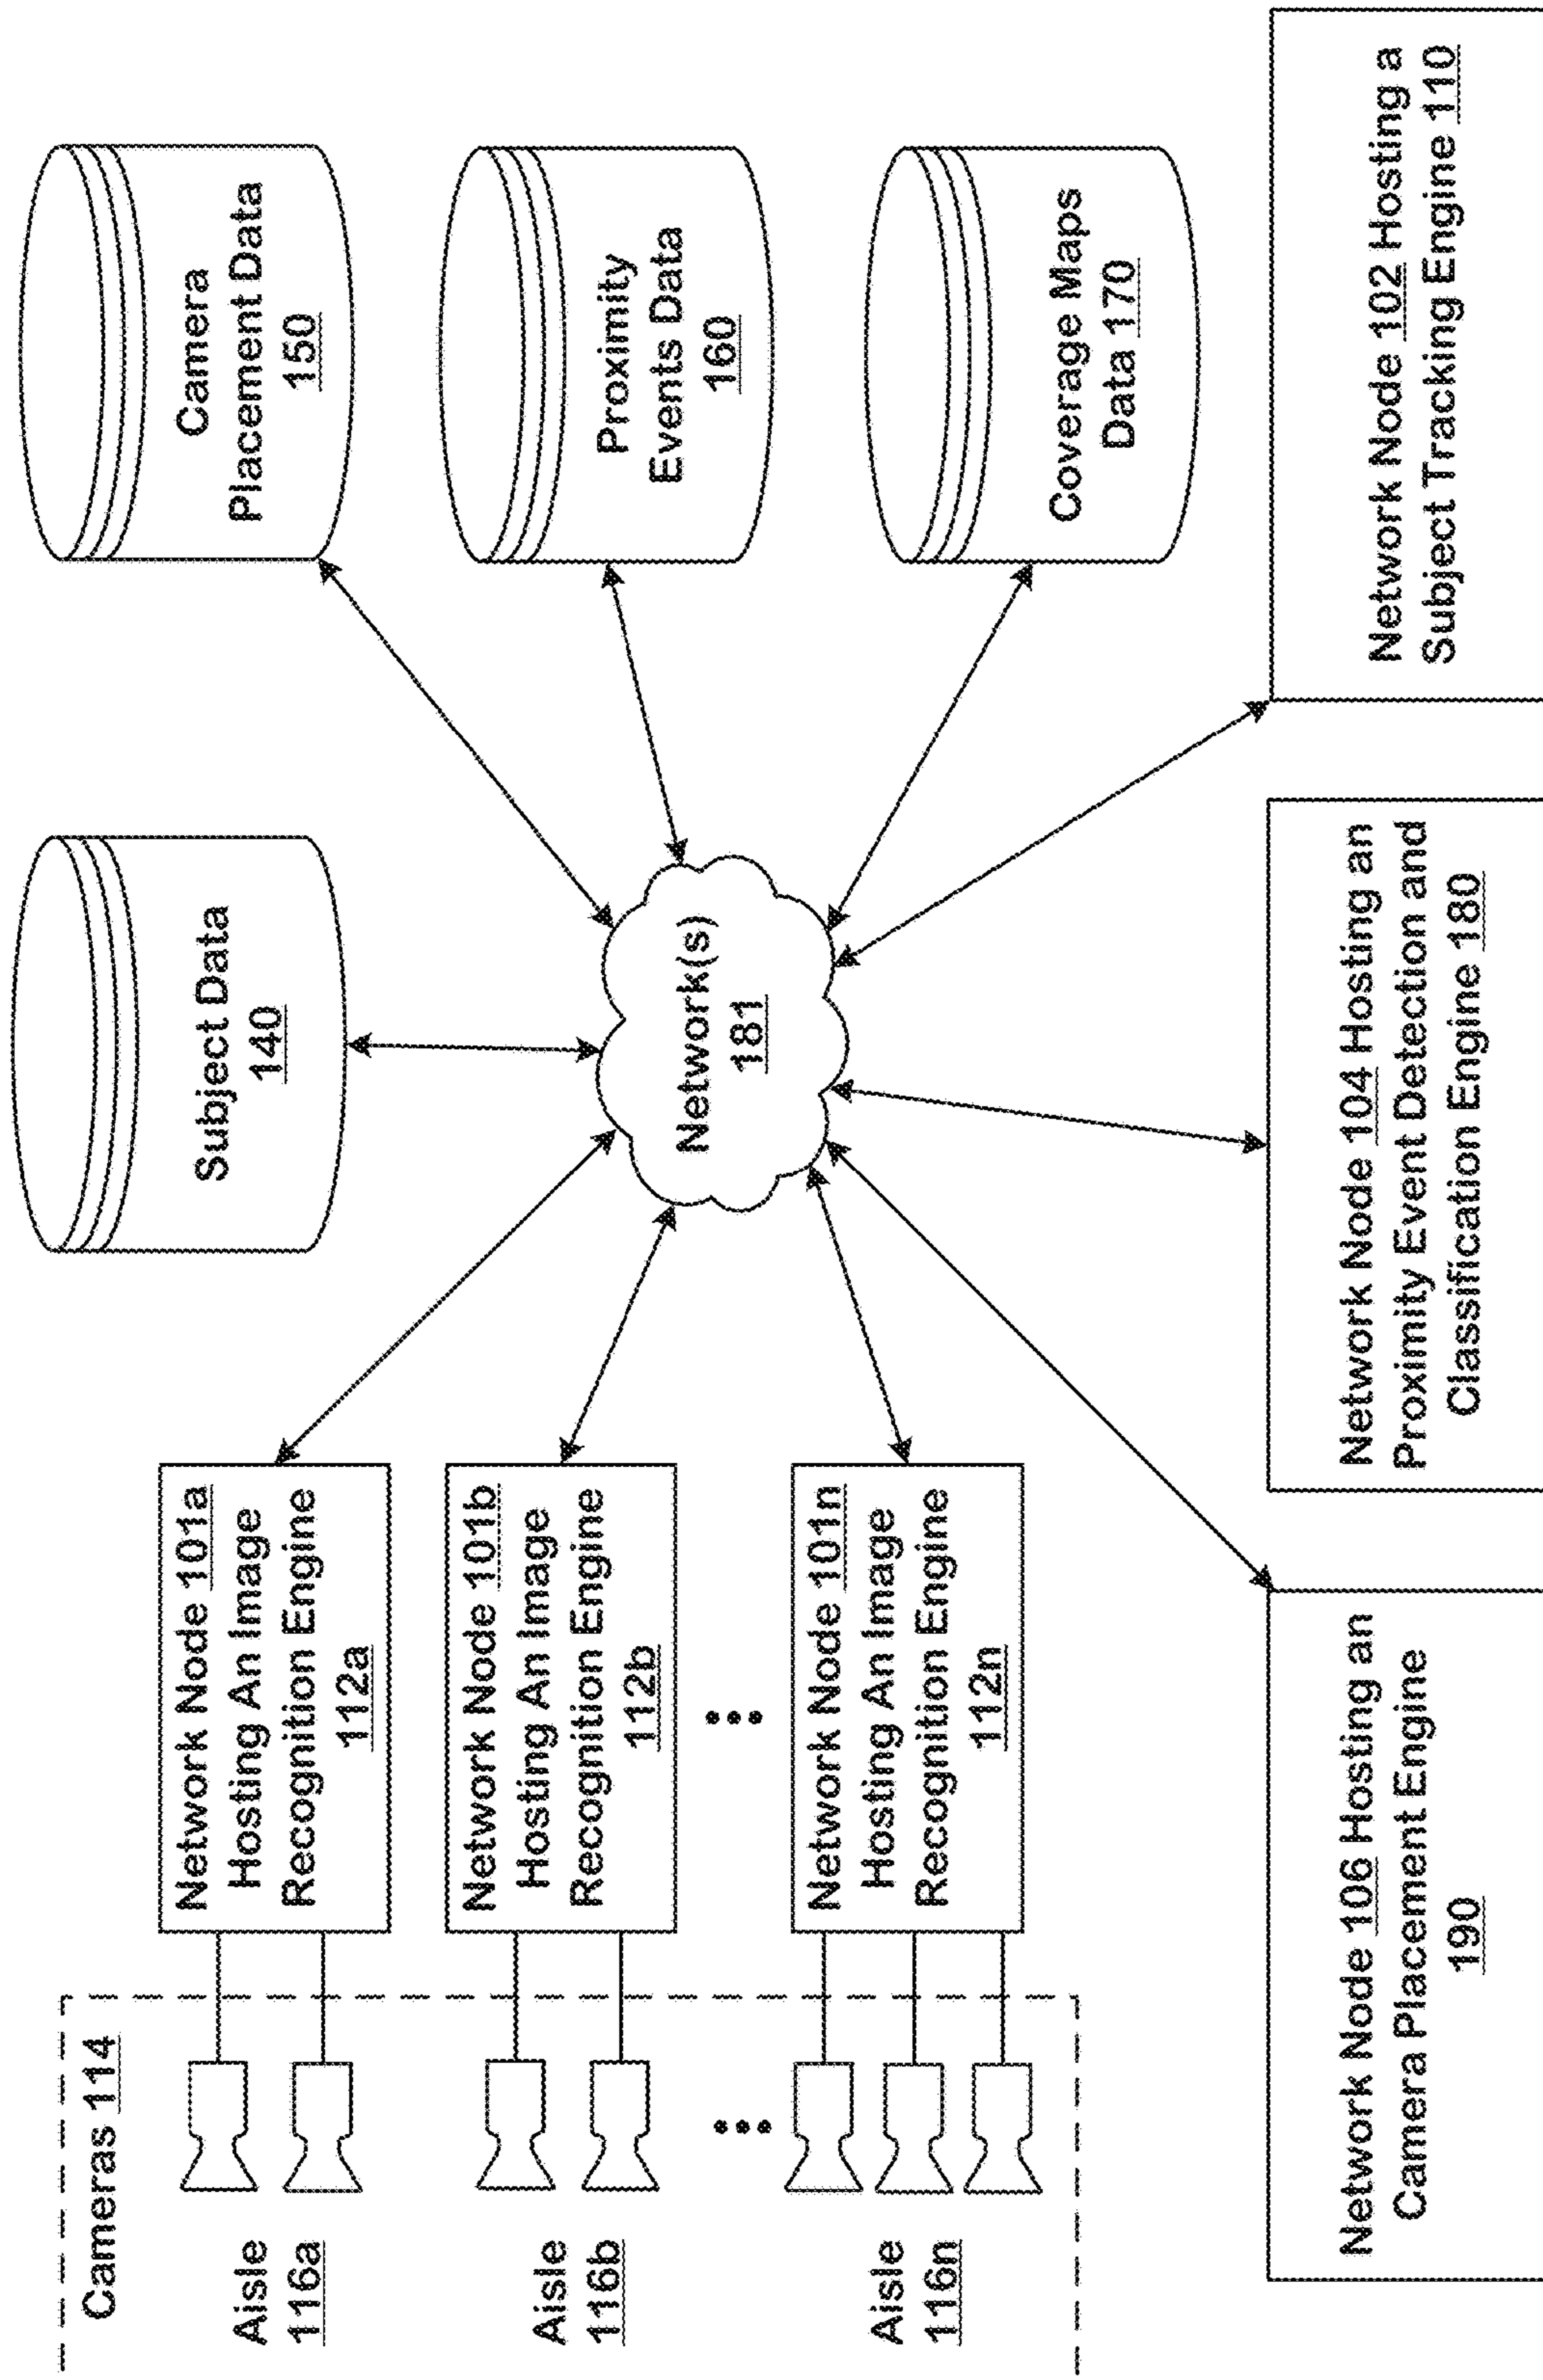 Cameras 114
Aisle
116a
Aisle
116b
Aisle
116n
Network Node 101a
Hosting An Image
Recognition Engine
112a
Network Node 101b
Hosting An Image
Recognition Engine
112b
Network Node 101n
Hosting An Image
Recognition Engine
112n
Subject Data
140
Network(s)
181
Camera
Placement Data
150
Proximity
Events Data
160
Coverage Maps
Data 170
Network Node 106 Hosting an
Camera Placement Engine
190
Network Node 104 Hosting an
Proximity Event Detection and
Classification Engine 180
Network Node 102 Hosting a
Subject Tracking Engine 110